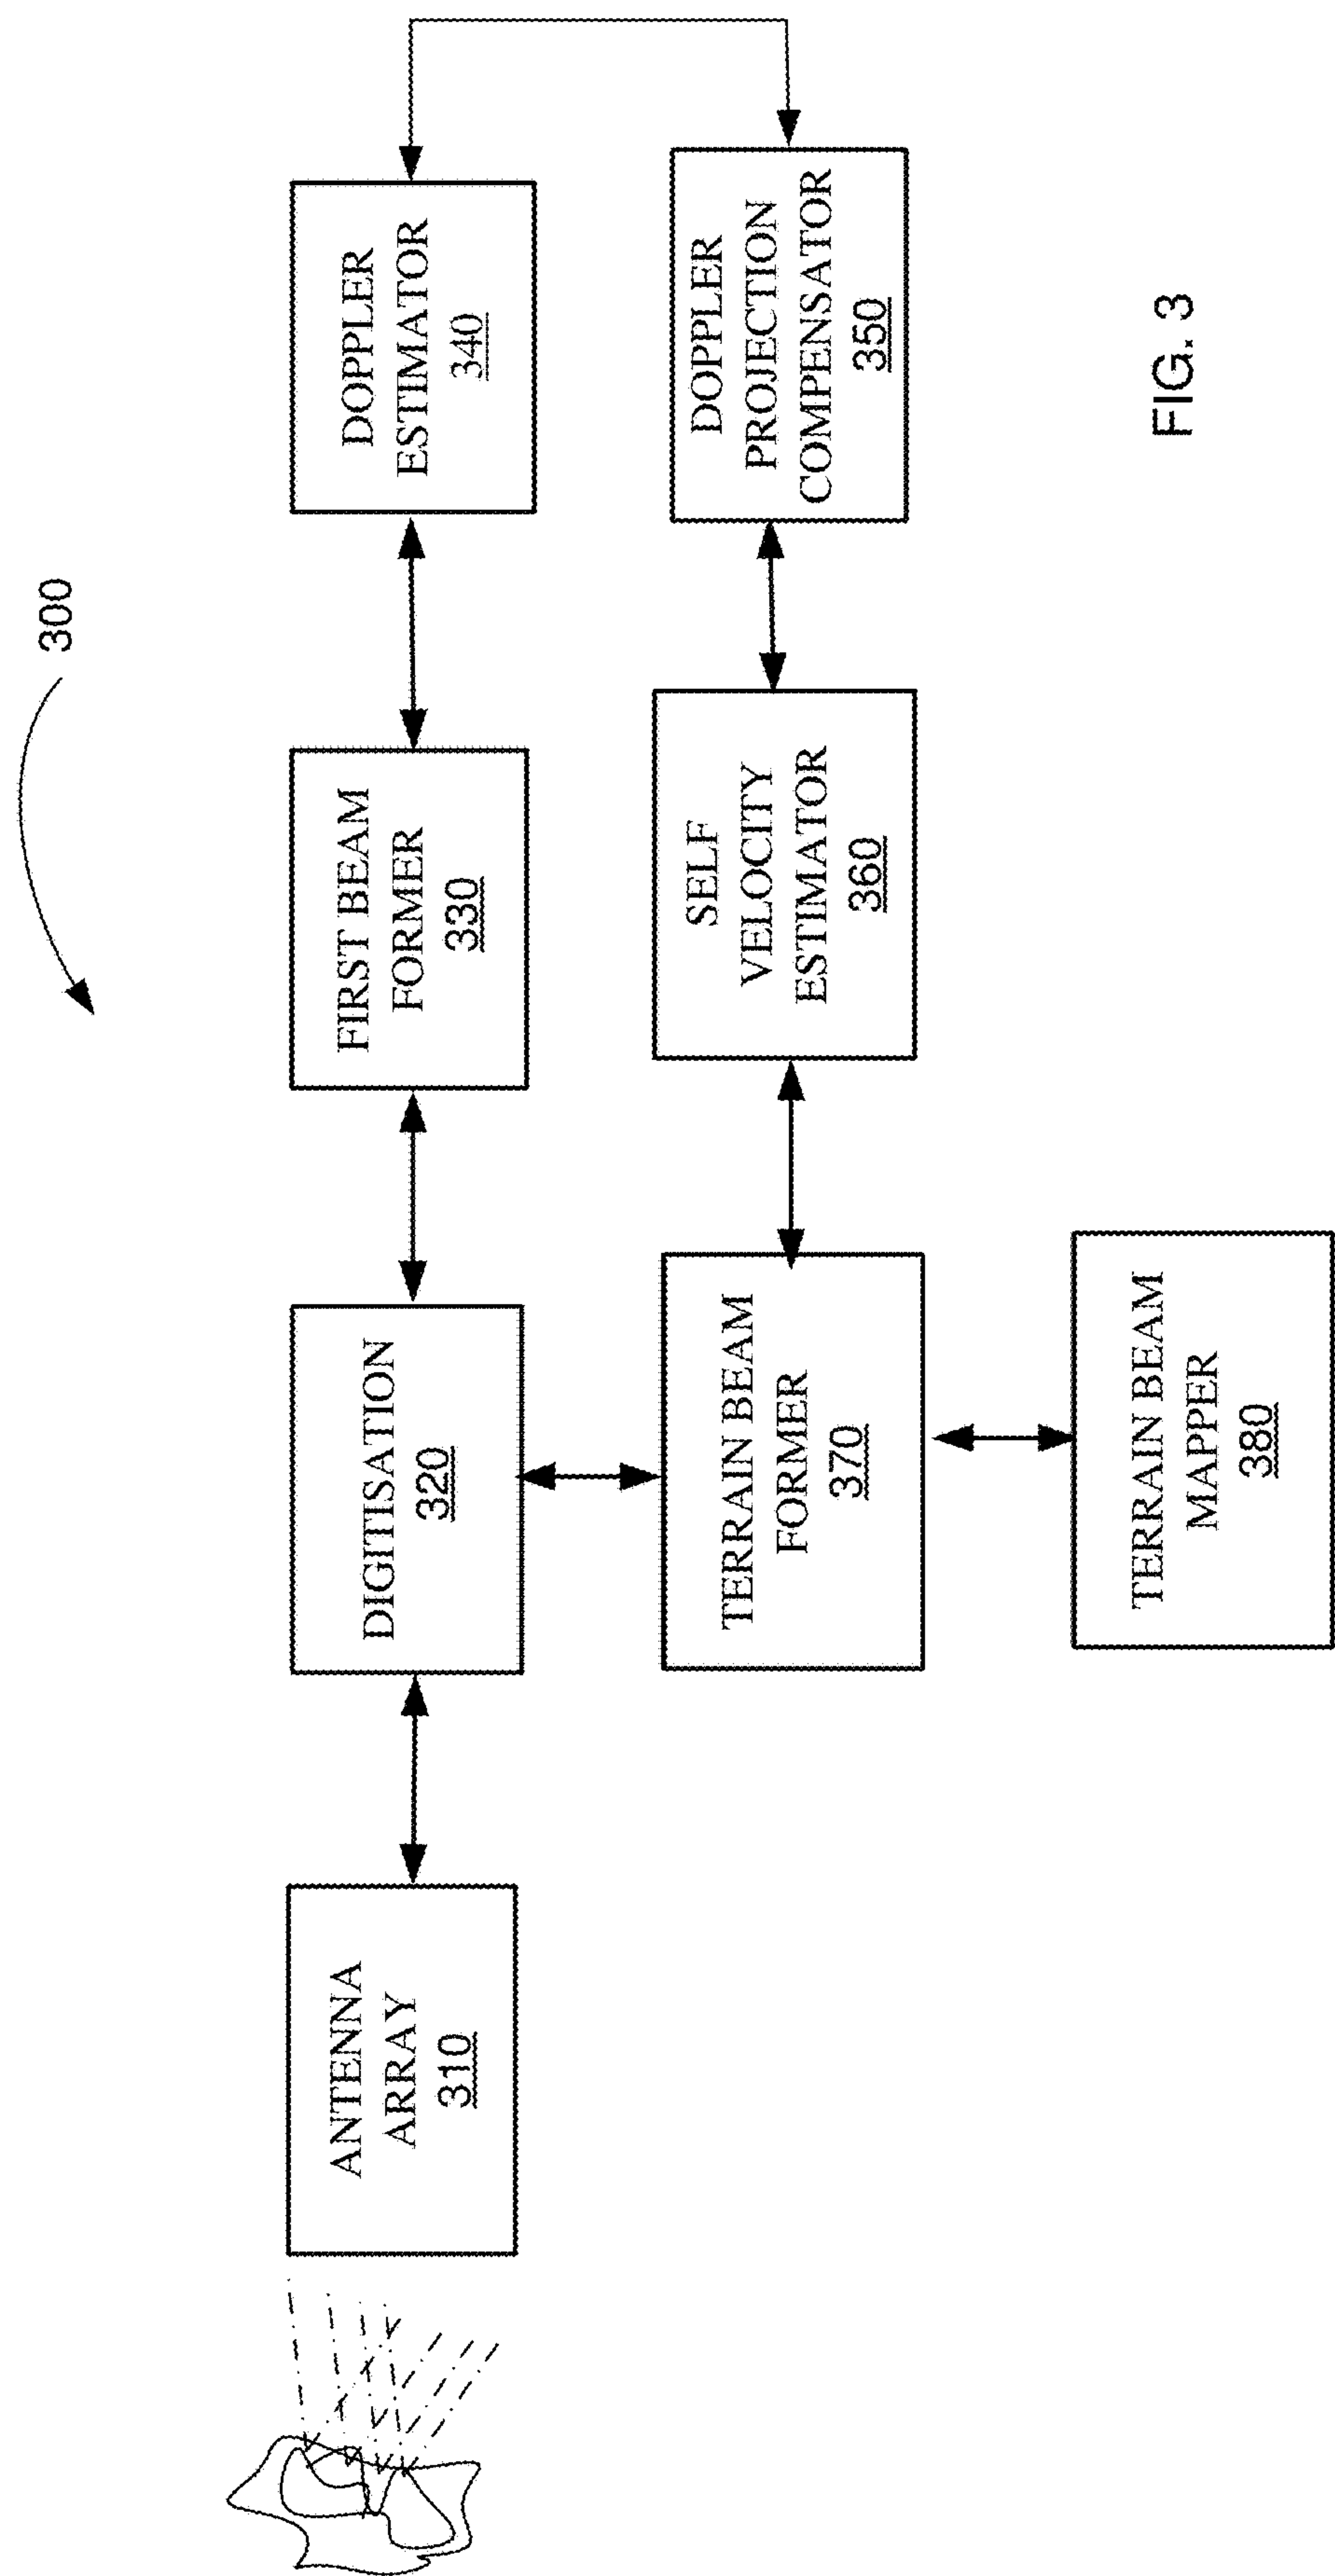 300
ANTENNA
ARRAY
310
DIGITISATION
320
FIRST BEAM
FORMER
330
DOPPLER
ESTIMATOR
340
TERRAIN BEAM
FORMER
370
SELF
VELOCITY
ESTIMATOR
360
DOPPLER
PROJECTION
COMPENSATOR
350
TERRAIN BEAM
MAPPER
380
FIG. 3